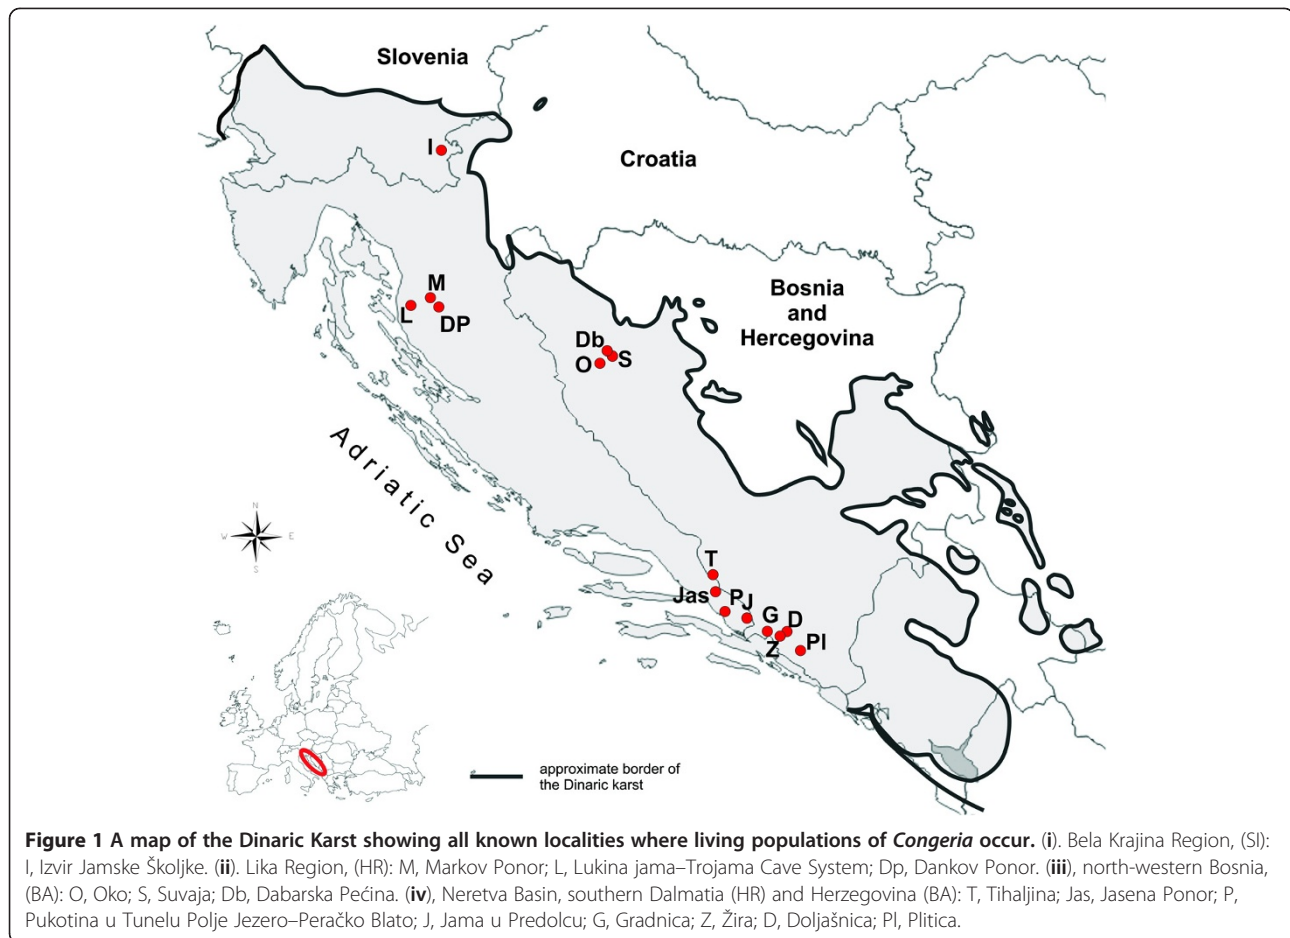 Slovenia
I
Croatia
M
L
DP
Bosnia
and
Hercegovina
Db
S
O
Adriatic Sea
N
W E
S
T
Jas
P
J
G
D
Z
Pl
approximate border of
the Dinaric karst
Figure 1 A map of the Dinaric Karst showing all known localities where living populations of Congeria occur. (i). Bela Krajina Region, (SI):
I, Izvir Jamske Školjke. (ii). Lika Region, (HR): M, Markov Ponor; L, Lukina jama–Trojama Cave System; Dp, Dankov Ponor. (iii), north-western Bosnia,
(BA): O, Oko; S, Suvaja; Db, Dabarska Pećina. (iv), Neretva Basin, southern Dalmatia (HR) and Herzegovina (BA): T, Tihaljina; Jas, Jasena Ponor; P,
Pukotina u Tunelu Polje Jezero–Peračko Blato; J, Jama u Predolcu; G, Gradnica; Z, Žira; D, Doljašnica; Pl, Plitica.